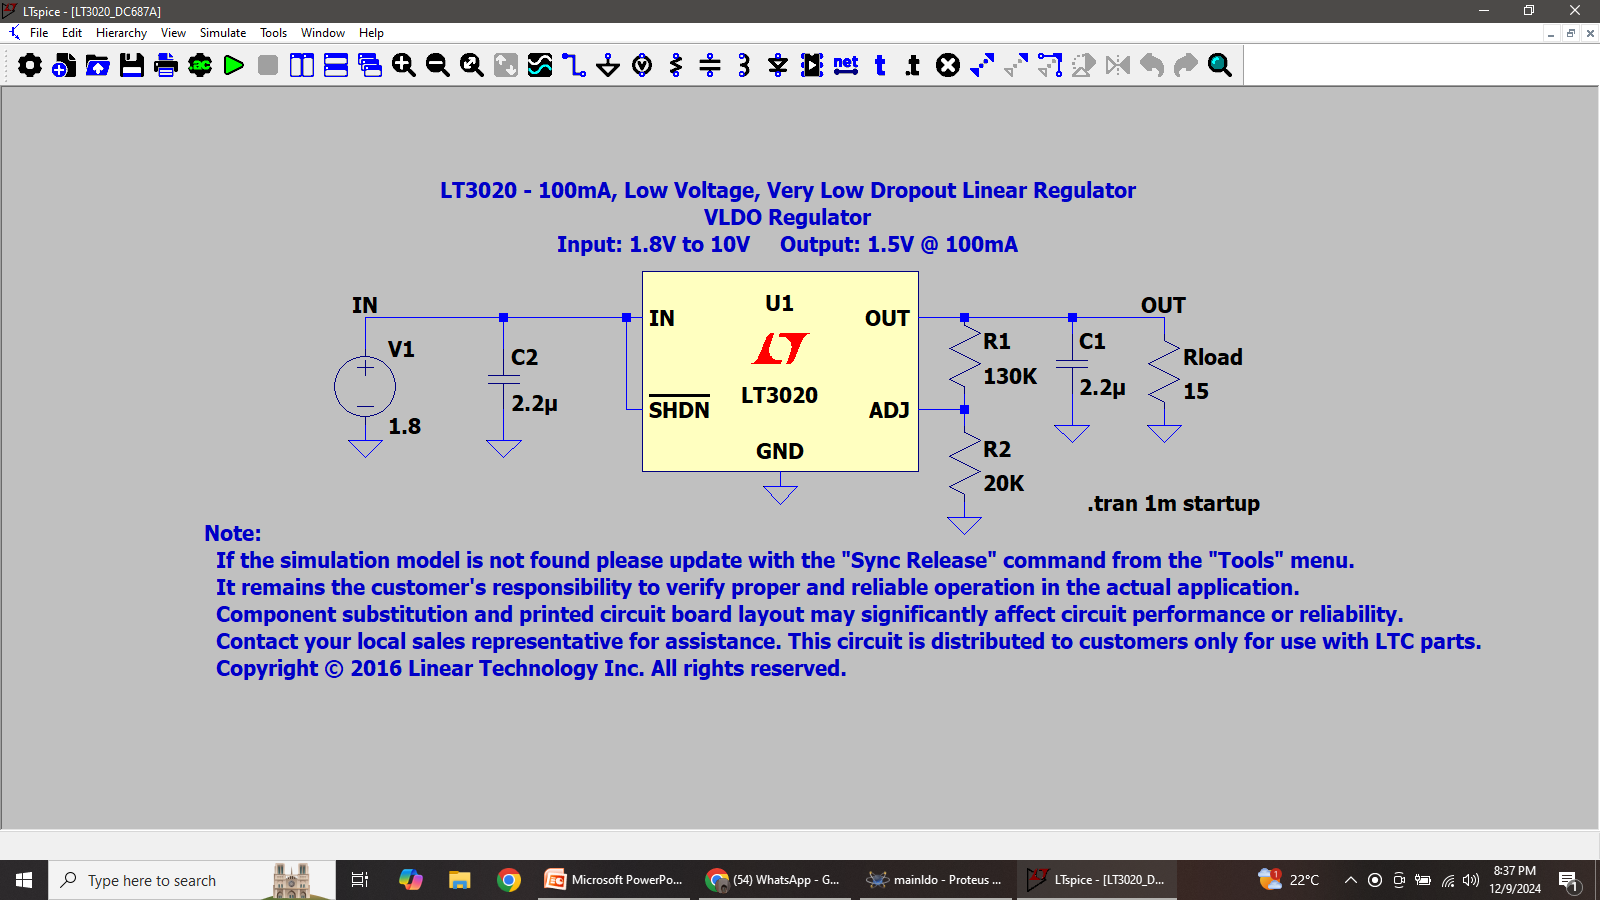 LTspice - [LT3020_DC687A]
File Edit Hierarchy View Simulate Tools Window Help
.ac
net t .t
LT3020 - 100mA, Low Voltage, Very Low Dropout Linear Regulator
VLDO Regulator
Input: 1.8V to 10V Output: 1.5V @ 100mA
IN
V1
1.8
C2
2.2µ
IN
U1
OUT
LT3020
SHDN
ADJ
GND
R1
130K
C1
2.2µ
OUT
Rload
15
R2
20K
.tran 1m startup
Note:
If the simulation model is not found please update with the "Sync Release" command from the "Tools" menu.
It remains the customer's responsibility to verify proper and reliable operation in the actual application.
Component substitution and printed circuit board layout may significantly affect circuit performance or reliability.
Contact your local sales representative for assistance. This circuit is distributed to customers only for use with LTC parts.
Copyright © 2016 Linear Technology Inc. All rights reserved.
Type here to search
Microsoft PowerPo...
(54) WhatsApp - G...
mainldo - Proteus ...
LTspice - [LT3020_D...
1
22°C
8:37 PM
12/9/2024
1